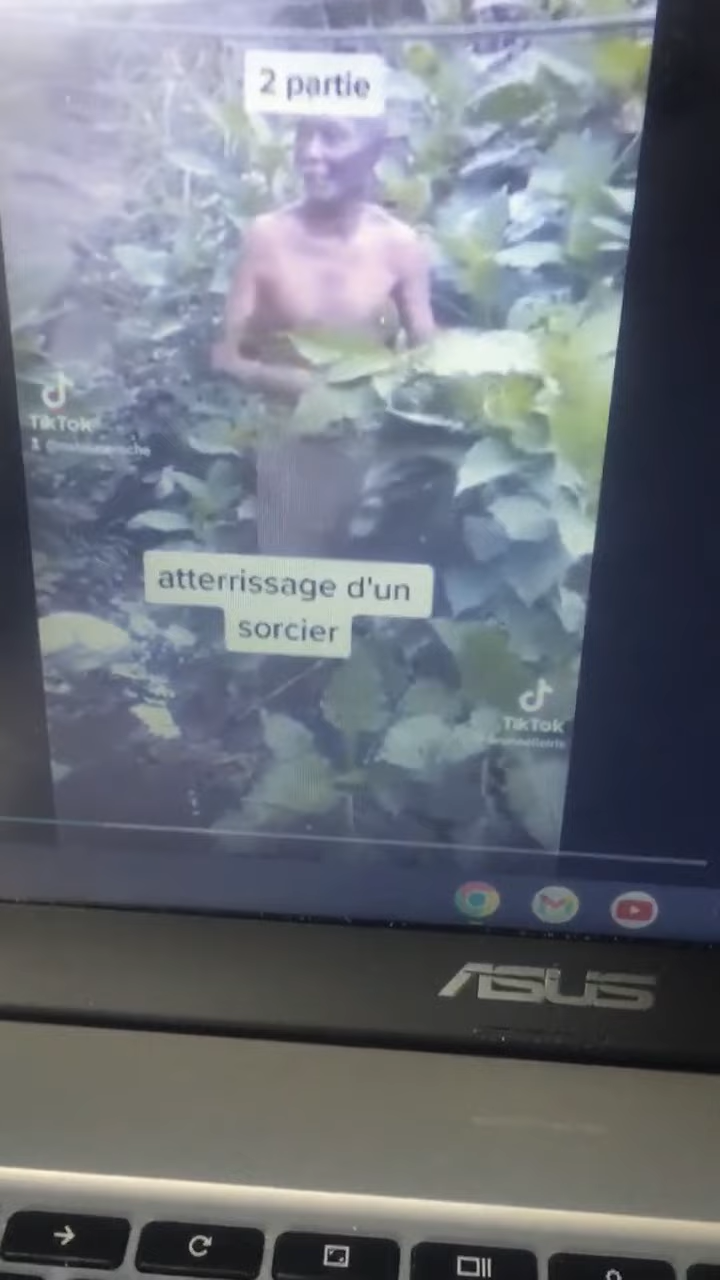 2 partie
TikTok
atterrissage d'un
sorcier
TikTok
ASUS